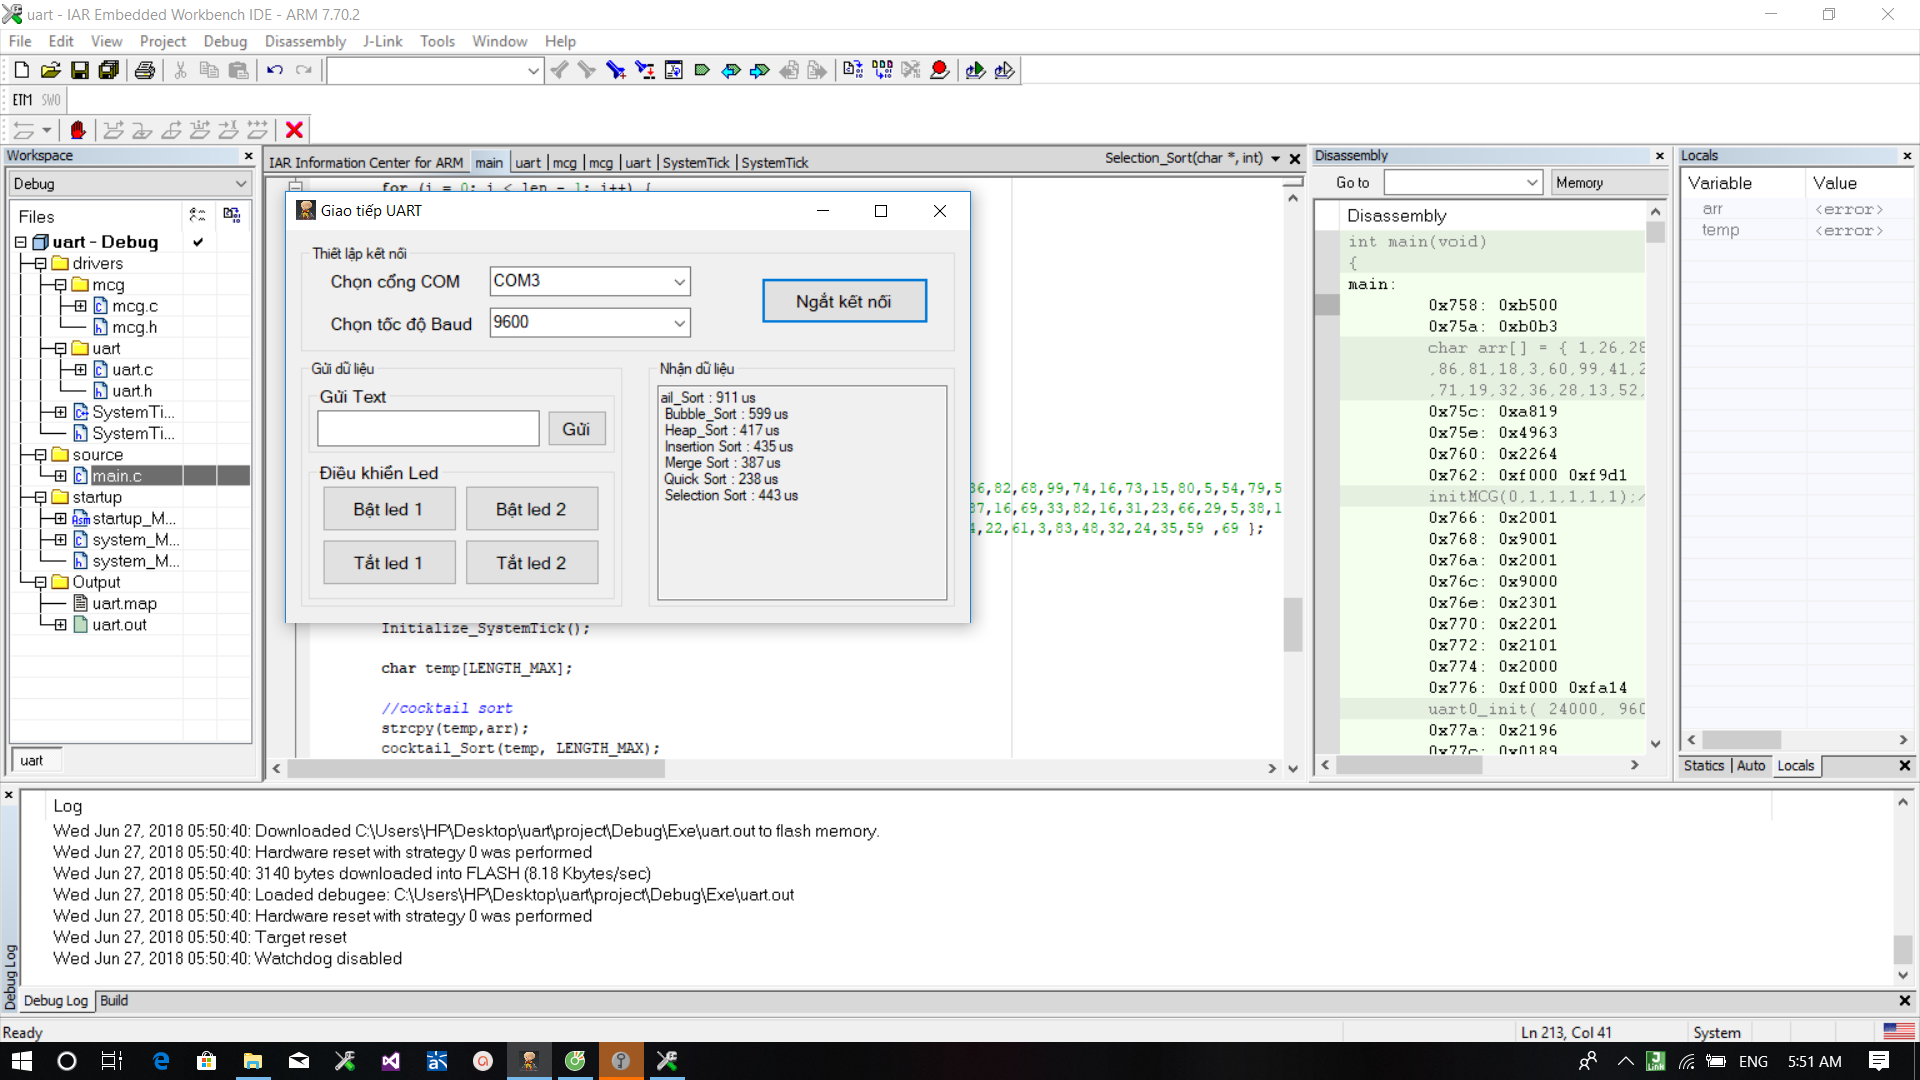 uart - IAR Embedded Workbench IDE - ARM 7.70.2
File Edit View Project Debug Disassembly J-Link Tools Window Help
ETM SWO
Workspace
Debug
Files
uart - Debug
drivers
mcg
mcg.c
mcg.h
uart
uart.c
uart.h
SystemTi...
SystemTi...
source
main.c
startup
startup_M...
system_M...
system_M...
Output
uart.map
uart.out
uart
IAR Information Center for ARM main uart mcg mcg uart SystemTick SystemTick
Selection_Sort(char *, int)
for (i = 0; i < len - 1; i++) {
Giao tiếp UART
Thiết lập kết nối
Chọn cổng COM COM3
Chọn tốc độ Baud 9600
Ngắt kết nối
Gửi dữ liệu
Gửi Text
Gửi
Điều khiển Led
Bật led 1 Bật led 2
Tắt led 1 Tắt led 2
Nhận dữ liệu
ail_Sort : 911 us
Bubble_Sort : 599 us
Heap_Sort : 417 us
Insertion Sort : 435 us
Merge Sort : 387 us
Quick Sort : 238 us
Selection Sort : 443 us
36,82,68,99,74,16,73,15,80,5,54,79,5
37,16,69,33,82,16,31,23,66,29,5,38,1
,22,61,3,83,48,32,24,35,59 ,69 };
Initialize_SystemTick();
char temp[LENGTH_MAX];
//cocktail sort
strcpy(temp,arr);
cocktail_Sort(temp, LENGTH_MAX);
Disassembly
Go to Memory
Disassembly
int main(void)
{
main:
0x758: 0xb500
0x75a: 0xb0b3
char arr[] = { 1,26,28
,86,81,18,3,60,99,41,2
,71,19,32,36,28,13,52,
0x75c: 0xa819
0x75e: 0x4963
0x760: 0x2264
0x762: 0xf000 0xf9d1
initMCG(0,1,1,1,1,1);/
0x766: 0x2001
0x768: 0x9001
0x76a: 0x2001
0x76c: 0x9000
0x76e: 0x2301
0x770: 0x2201
0x772: 0x2101
0x774: 0x2000
0x776: 0xf000 0xfa14
uart0_init( 24000, 960
0x77a: 0x2196
0x77c: 0x0189
Locals
Variable Value
arr <error>
temp <error>
Statics Auto Locals
Log
Wed Jun 27, 2018 05:50:40: Downloaded C:\Users\HP\Desktop\uart\project\Debug\Exe\uart.out to flash memory.
Wed Jun 27, 2018 05:50:40: Hardware reset with strategy 0 was performed
Wed Jun 27, 2018 05:50:40: 3140 bytes downloaded into FLASH (8.18 Kbytes/sec)
Wed Jun 27, 2018 05:50:40: Loaded debugee: C:\Users\HP\Desktop\uart\project\Debug\Exe\uart.out
Wed Jun 27, 2018 05:50:40: Hardware reset with strategy 0 was performed
Wed Jun 27, 2018 05:50:40: Target reset
Wed Jun 27, 2018 05:50:40: Watchdog disabled
Debug Log
Debug Log Build
Ready
Ln 213, Col 41 System
ENG 5:51 AM